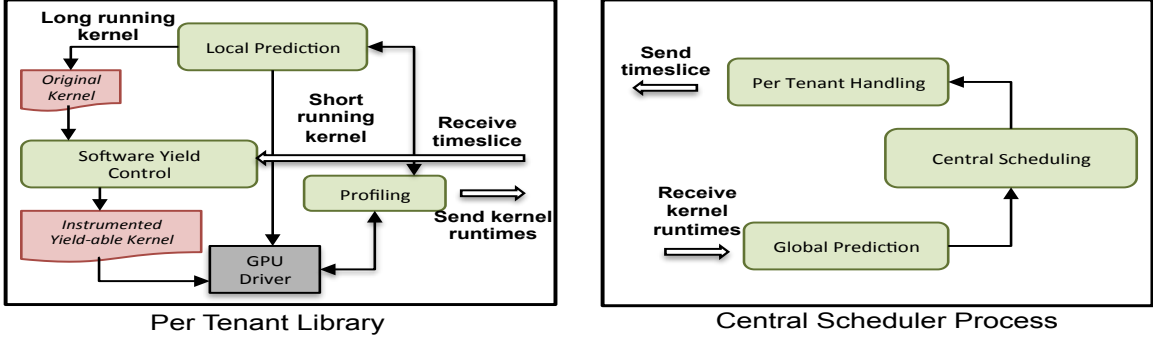 Long running
kernel
Local Prediction
Original
Kernel
Short
running
kernel
Receive
timeslice
Software Yield
Control
Profiling
Send kernel
runtimes
Instrumented
Yield-able Kernel
GPU
Driver
Per Tenant Library
Send
timeslice
Per Tenant Handling
Central Scheduling
Receive
kernel
runtimes
Global Prediction
Central Scheduler Process